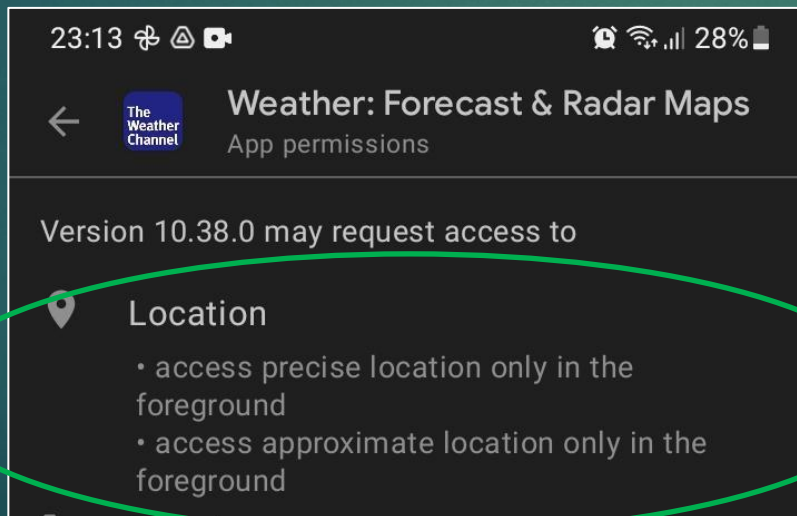 23:13 28%
The
Weather
Channel
Weather: Forecast & Radar Maps
App permissions
Version 10.38.0 may request access to
Location
• access precise location only in the
foreground
• access approximate location only in the
foreground